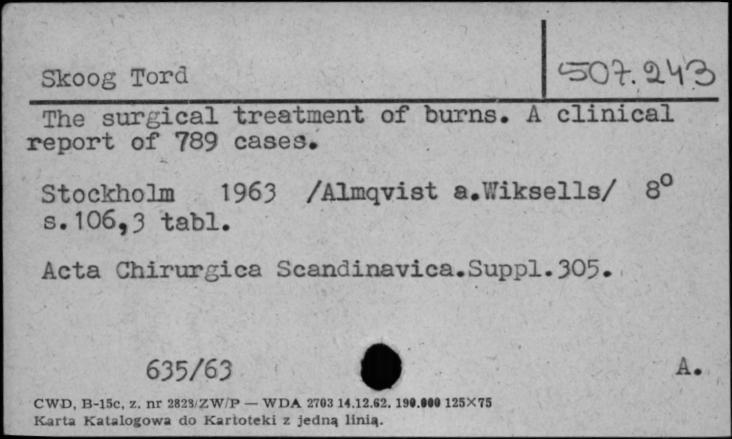 Skoog Tord
507.243
The surgical treatment of burns. A clinical
report of 789 cases.
Stockholm 1963 /Almqvist a.Wiksells/ 8°
s.106,3 tabl.
Acta Chirurgica Scandinavica.Suppl.305.
635/63
A.
CWD, B-15c, z. nr 2828/ZW/P — WDA 2703 14.12.62. 190.000 125×75
Karta Katalogowa do Kartoteki z jedną linią.